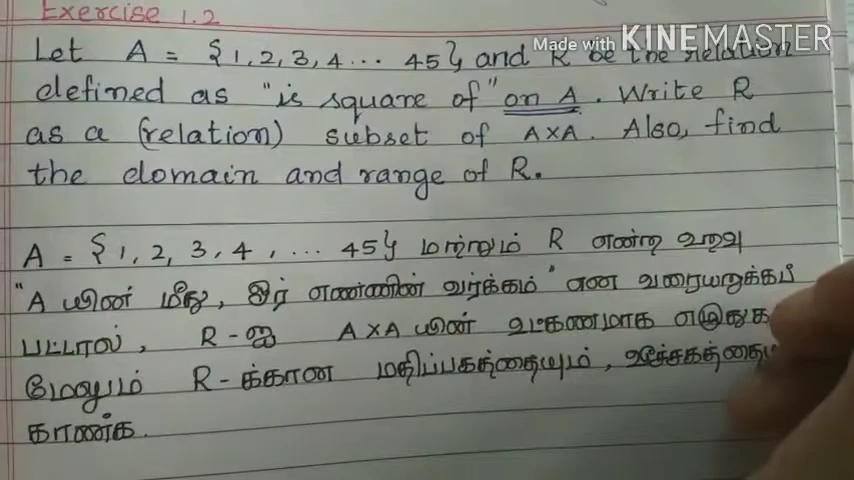 Exercise 1.2
Made with KINEMASTER
Let A = {1, 2, 3, 4 ... 45}, and R be the relation
defined as "is square of" on A. Write R
as a (relation) subset of A×A. Also, find
the domain and range of R.
A = {1, 2, 3, 4, ... 45} மற்றும் R என்ற உறவு
"A யின் மீது, ஓர் எண்ணின் வர்க்கம்" என வரையறுக்கப்
பட்டால், R-ஐ A×A யின் உட்கணமாக எழுதுக
மேலும் R-க்கான மதிப்பகத்தையும்,
காண்க.